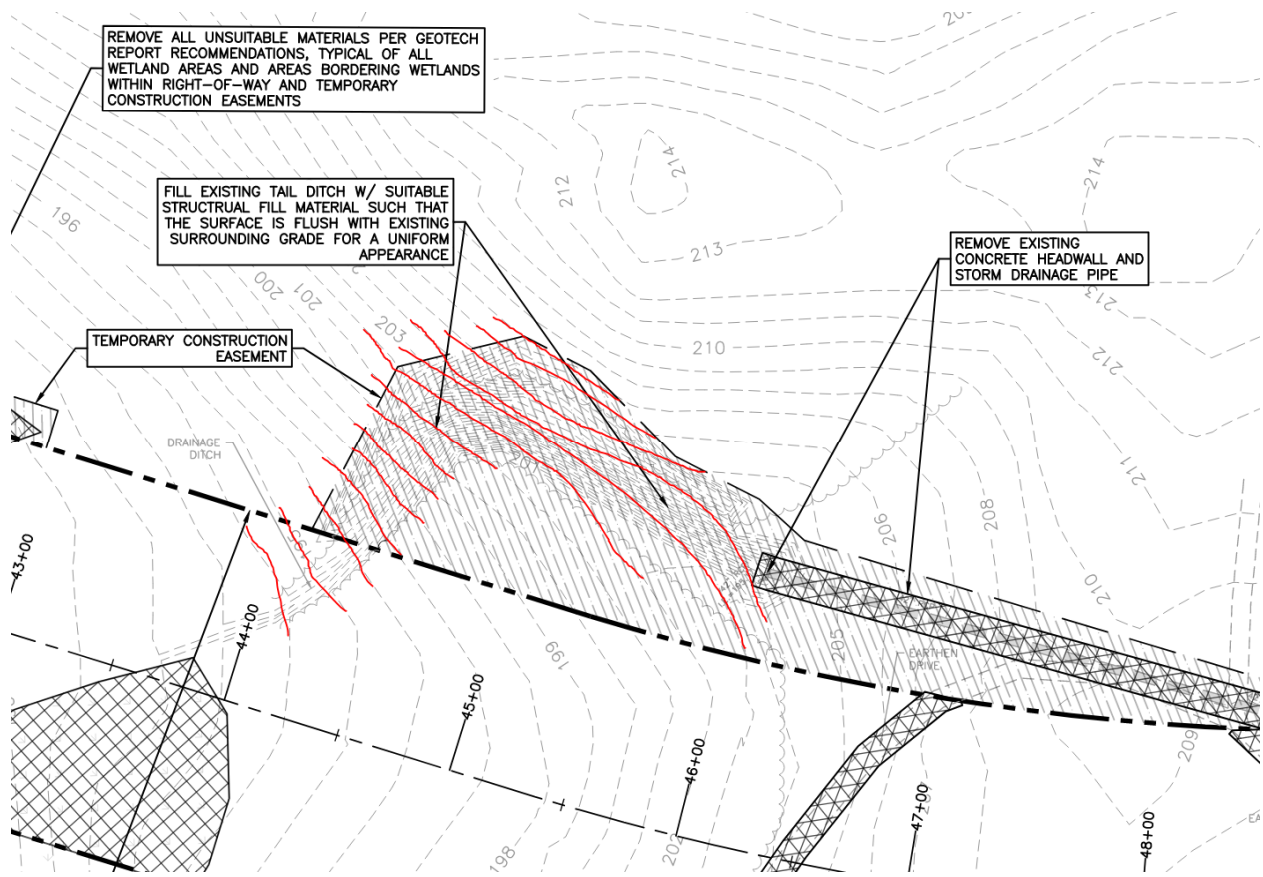 REMOVE ALL UNSUITABLE MATERIALS PER GEOTECH
REPORT RECOMMENDATIONS, TYPICAL OF ALL
WETLAND AREAS AND AREAS BORDERING WETLANDS
WITHIN RIGHT-OF-WAY AND TEMPORARY
CONSTRUCTION EASEMENTS
214
214
FILL EXISTING TAIL DITCH W/ SUITABLE
STRUCTRUAL FILL MATERIAL SUCH THAT
THE SURFACE IS FLUSH WITH EXISTING
SURROUNDING GRADE FOR A UNIFORM
APPEARANCE
212
196
213
REMOVE EXISTING
CONCRETE HEADWALL AND
STORM DRAINAGE PIPE
200
201
203
213
TEMPORARY CONSTRUCTION
EASEMENT
210
212
DRAINAGE
DITCH
211
206
208
210
43+00
44+00
199
205
EARTHEN
DRIVE
45+00
46+00
209
47+00
48+00
198
202